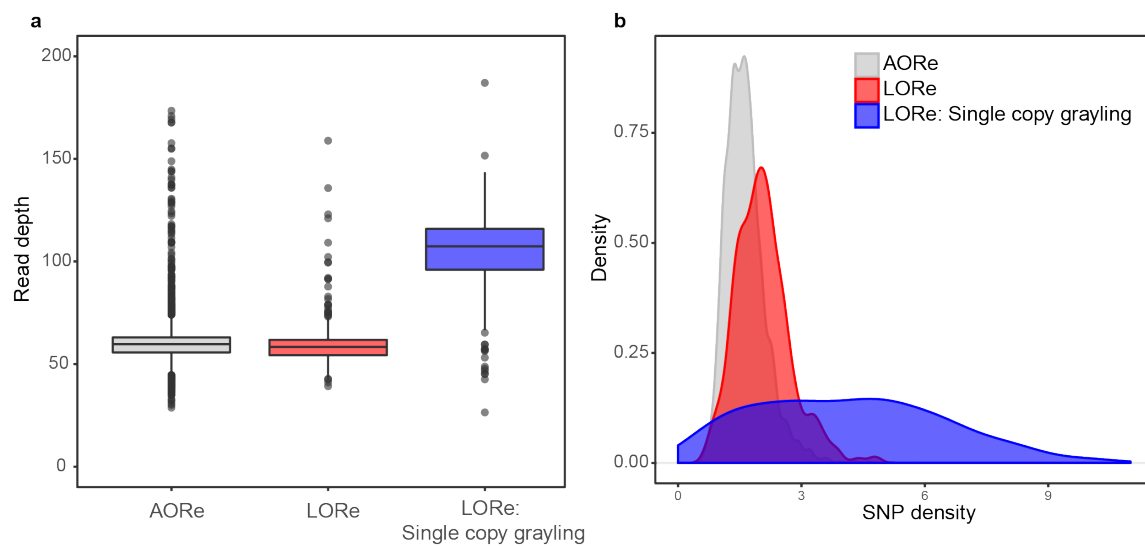 a
Read depth
200
150
100
50
0
AORe
LORe
LORe:
Single copy grayling
b
Density
0.75
0.50
0.25
0.00
0
3
6
9
SNP density
AORe
LORe
LORe: Single copy grayling